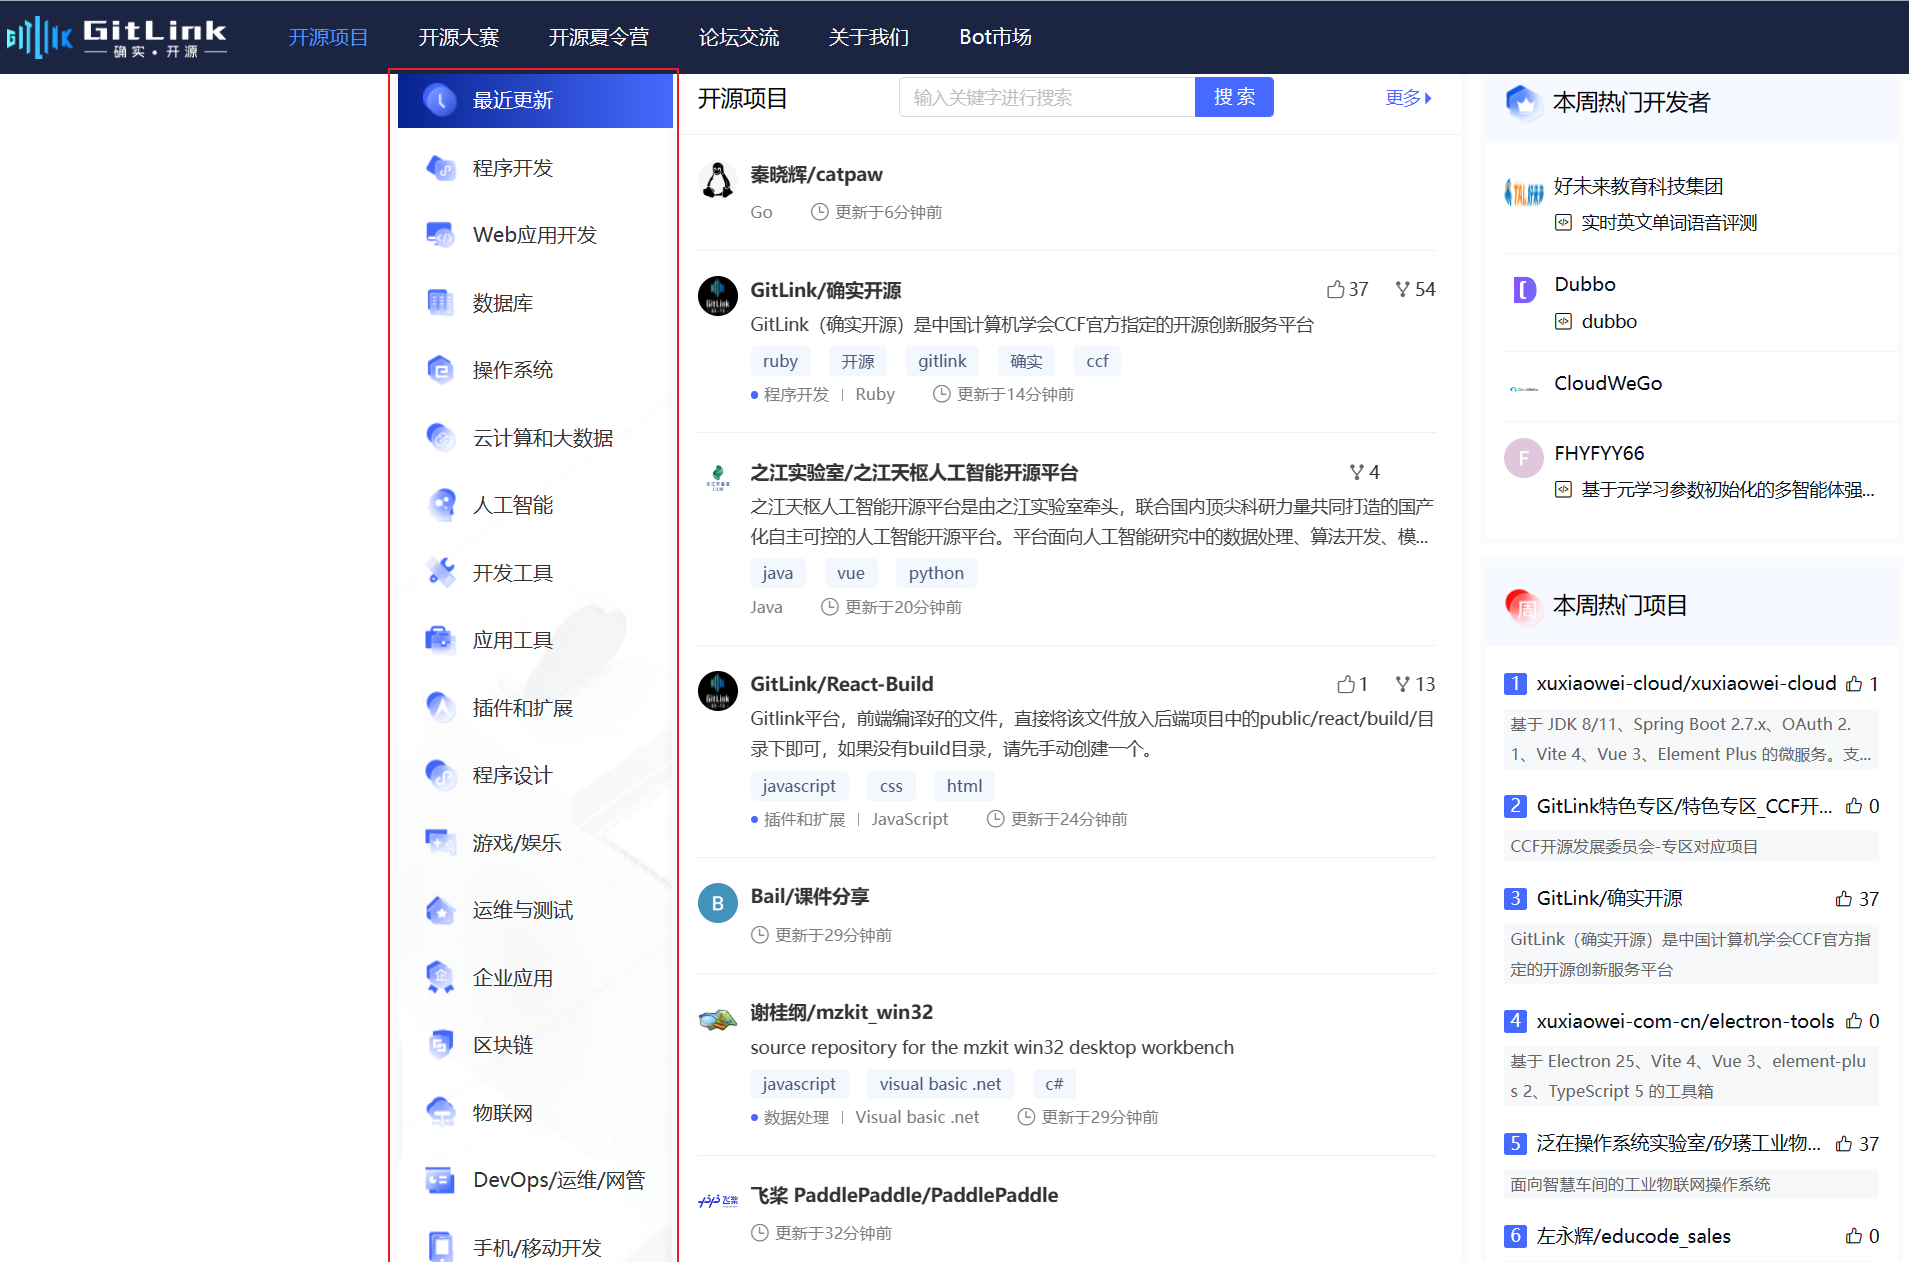 GitLink
确实·开源
开源项目
开源大赛
开源夏令营
论坛交流
关于我们
Bot市场
最近更新
程序开发
Web应用开发
数据库
操作系统
云计算和大数据
人工智能
开发工具
应用工具
插件和扩展
程序设计
游戏/娱乐
运维与测试
企业应用
区块链
物联网
DevOps/运维/网管
手机/移动开发
开源项目
输入关键字进行搜索
搜 索
更多
秦晓辉/catpaw
Go 更新于6分钟前
GitLink/确实开源 37 54
GitLink（确实开源）是中国计算机学会CCF官方指定的开源创新服务平台
ruby 开源 gitlink 确实 ccf
程序开发 | Ruby 更新于14分钟前
之江实验室/之江天枢人工智能开源平台 4
之江天枢人工智能开源平台是由之江实验室牵头，联合国内顶尖科研力量共同打造的国产
化自主可控的人工智能开源平台。平台面向人工智能研究中的数据处理、算法开发、模...
java vue python
Java 更新于20分钟前
GitLink/React-Build 1 13
Gitlink平台，前端编译好的文件，直接将该文件放入后端项目中的public/react/build/目
录下即可，如果没有build目录，请先手动创建一个。
javascript css html
插件和扩展 | JavaScript 更新于24分钟前
B
Bail/课件分享
更新于29分钟前
谢桂纲/mzkit_win32
source repository for the mzkit win32 desktop workbench
javascript visual basic .net c#
数据处理 | Visual basic .net 更新于29分钟前
飞桨 PaddlePaddle/PaddlePaddle
更新于32分钟前
本周热门开发者
好未来教育科技集团
实时英文单词语音评测
Dubbo
dubbo
CloudWeGo
F
FHYFYY66
基于元学习参数初始化的多智能体强...
周
本周热门项目
1 xuxiaowei-cloud/xuxiaowei-cloud 1
基于 JDK 8/11、Spring Boot 2.7.x、OAuth 2.
1、Vite 4、Vue 3、Element Plus 的微服务。支...
2 GitLink特色专区/特色专区_CCF开... 0
CCF开源发展委员会-专区对应项目
3 GitLink/确实开源 37
GitLink（确实开源）是中国计算机学会CCF官方指
定的开源创新服务平台
4 xuxiaowei-com-cn/electron-tools 0
基于 Electron 25、Vite 4、Vue 3、element-plu
s 2、TypeScript 5 的工具箱
5 泛在操作系统实验室/矽璓工业物... 37
面向智慧车间的工业物联网操作系统
6 左永辉/educode_sales 0